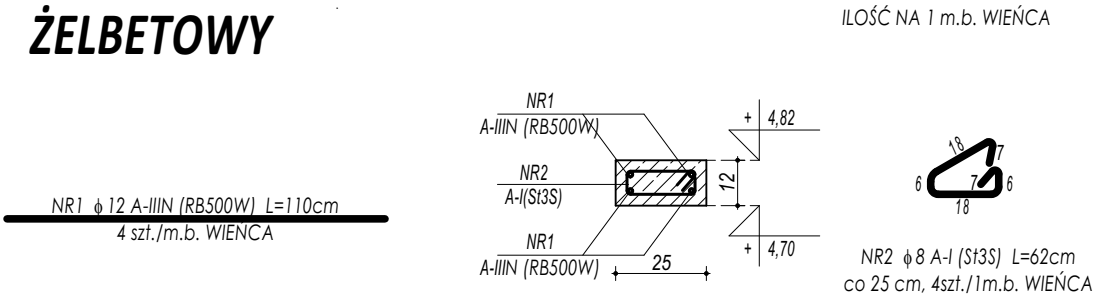 ŻELBETOWY
ILOŚĆ NA 1 m.b. WIEŃCA
NR1 ϕ 12 A-IIIN (RB500W) L=110cm
4 szt./m.b. WIEŃCA
NR1
A-IIIN (RB500W)
NR2
A-I(St3S)
NR1
A-IIIN (RB500W)
25
12
+ 4,82
+ 4,70
18
7
6
7
6
18
NR2 ϕ 8 A-I (St3S) L=62cm
co 25 cm, 4szt./1m.b. WIEŃCA